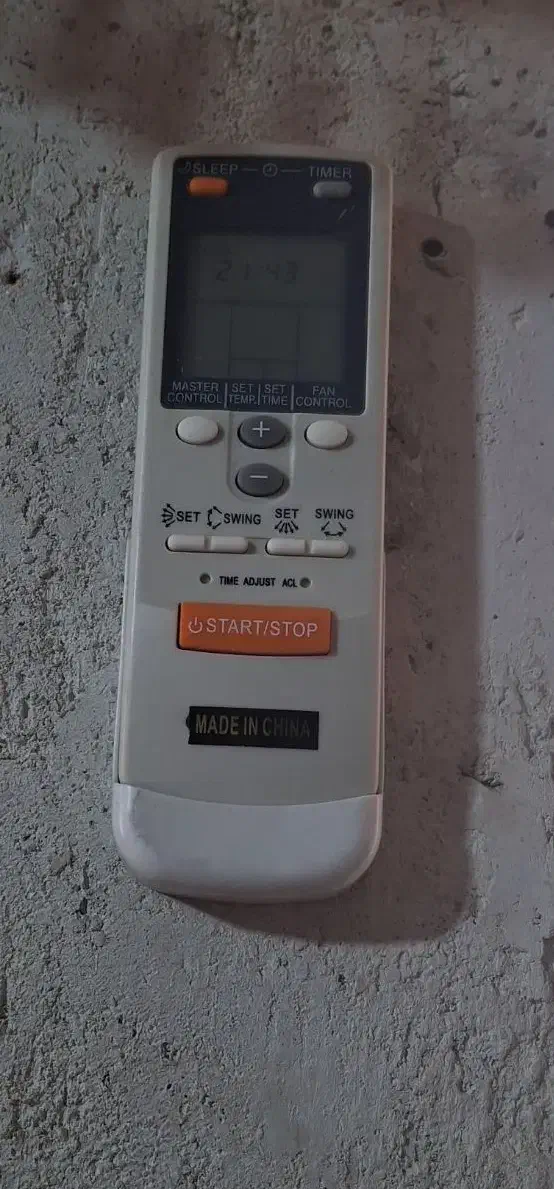 SLEEP TIMER
21:43
MASTER CONTROL SET TEMP. SET TIME FAN CONTROL
+
−
SET SWING SET SWING
TIME ADJUST ACL
START/STOP
MADE IN CHINA